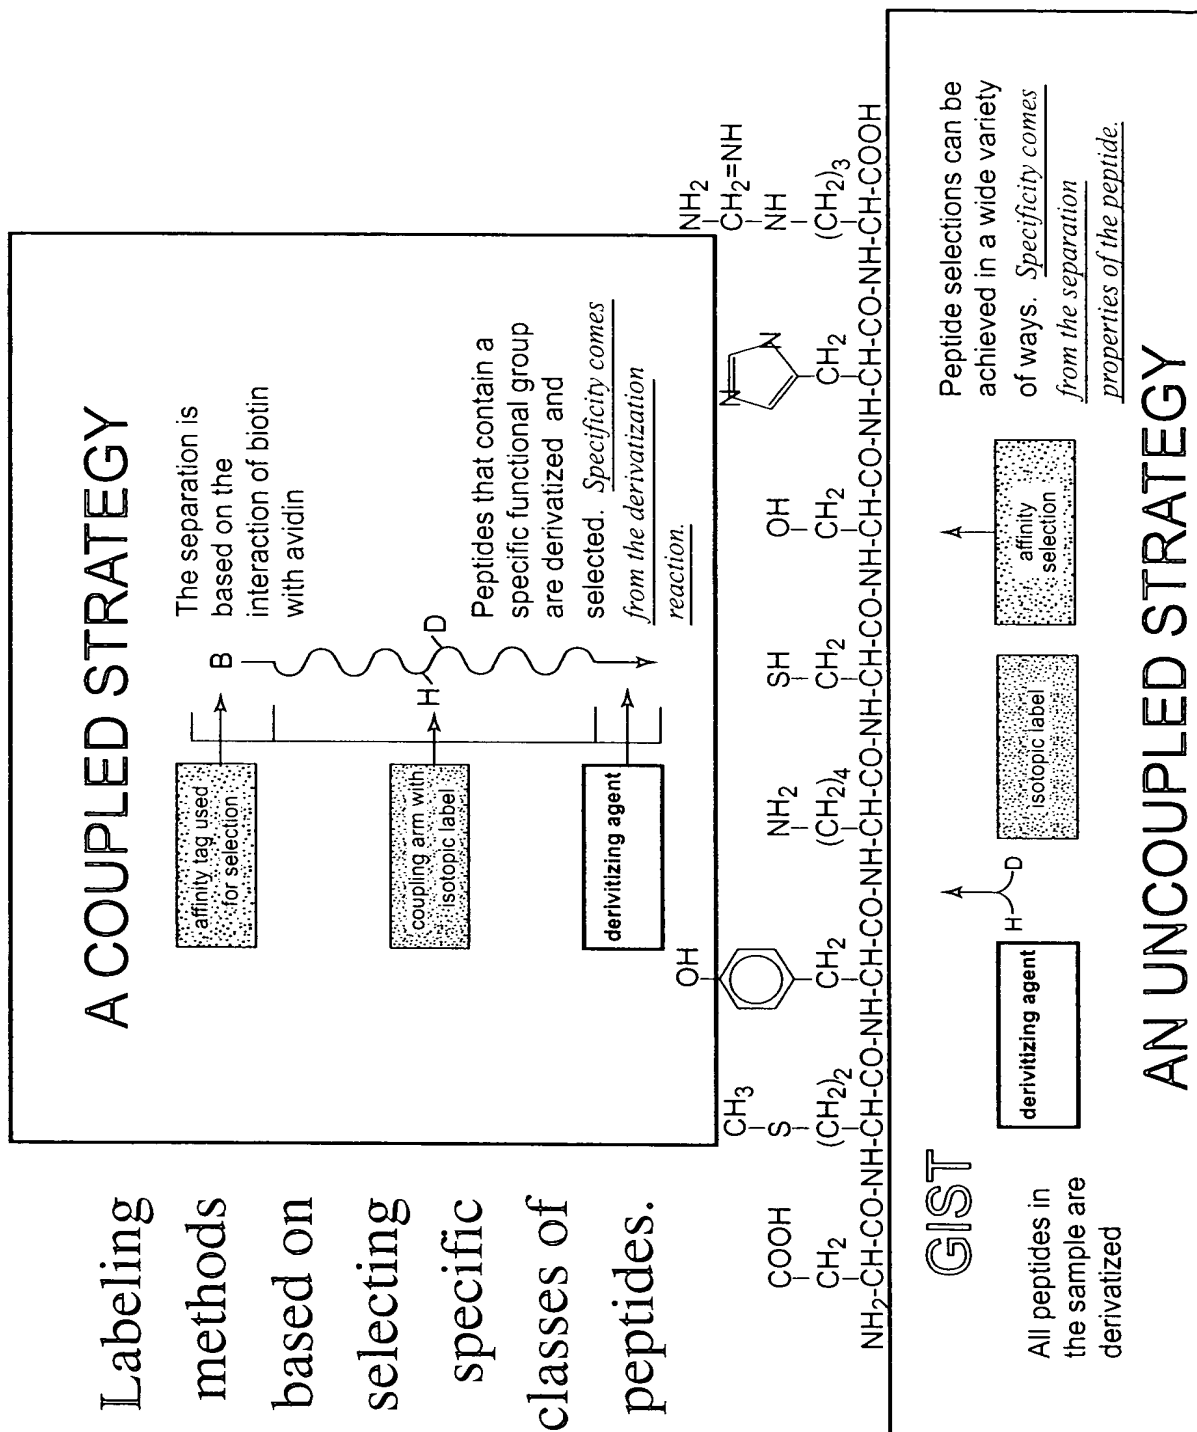 Labeling
methods
based on
selecting
specific
classes of
peptides.
A COUPLED STRATEGY
affinity tag used
for selection
B
The separation is
based on the
interaction of biotin
with avidin
coupling arm with
isotopic label
H
D
derivitizing agent
Peptides that contain a
specific functional group
are derivatized and
selected. Specificity comes
from the derivatization
reaction.
COOH
CH2
CH3
S
(CH2)2
OH
CH2
NH2
(CH2)4
SH
CH2
OH
CH2
N
N
CH2
NH2
CH2=NH
NH
(CH2)3
NH2-CH-CO-NH-CH-CO-NH-CH-CO-NH-CH-CO-NH-CH-CO-NH-CH-CO-NH-CH-CO-NH-CH-COOH
GIST
All peptides in
the sample are
derivatized
derivitizing agent
H
D
isotopic label
affinity
selection
Peptide selections can be
achieved in a wide variety
of ways. Specificity comes
from the separation
properties of the peptide.
AN UNCOUPLED STRATEGY